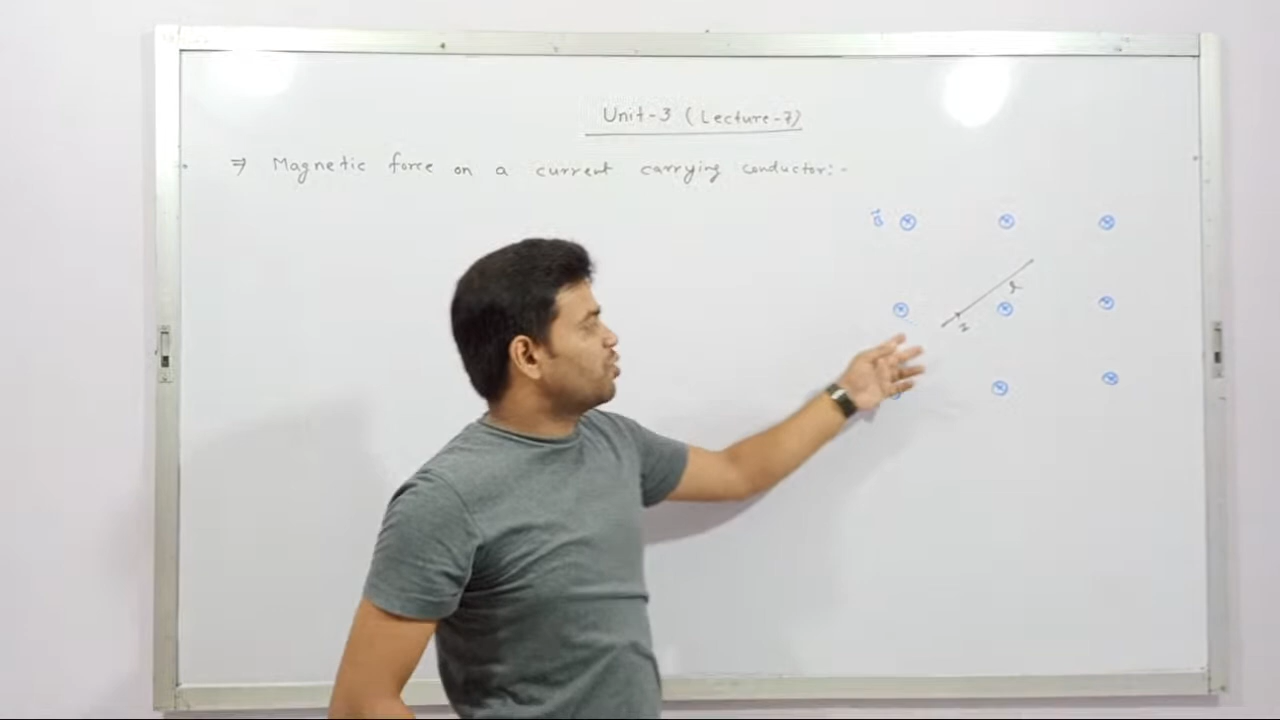 Unit-3 (Lecture-7)
⇒ Magnetic force on a current carrying conductor:-
l